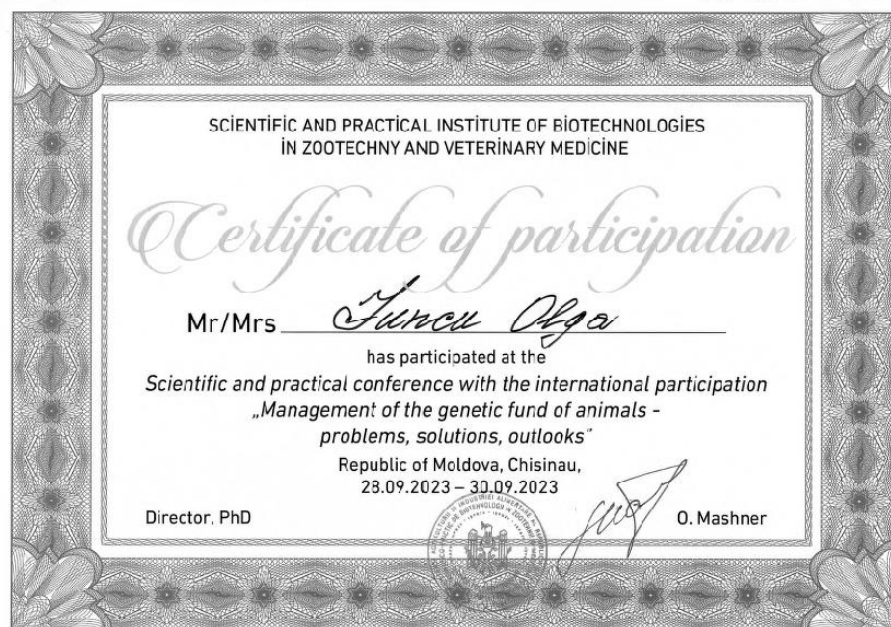 SCIENTIFIC AND PRACTICAL INSTITUTE OF BIOTECHNOLOGIES
IN ZOOTECHNY AND VETERINARY MEDICINE
Certificate of participation
Mr/Mrs Juncu Olga
has participated at the
Scientific and practical conference with the international participation
„Management of the genetic fund of animals -
problems, solutions, outlooks"
Republic of Moldova, Chisinau,
28.09.2023 – 30.09.2023
Director, PhD O. Mashner